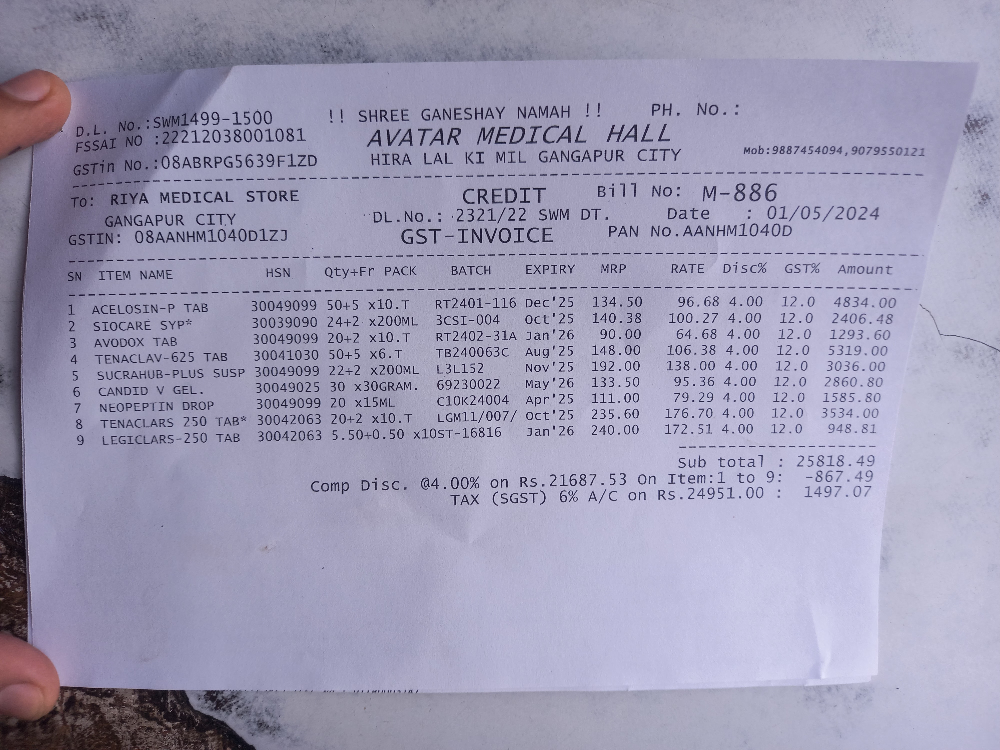 D.L. No.:SWM1499-1500 !! SHREE GANESHAY NAMAH !! PH. No.:
FSSAI NO :22212038001081 AVATAR MEDICAL HALL
GSTin No.:08ABRPG5639F1ZD HIRA LAL KI MIL GANGAPUR CITY Mob:9887454094,9079550121
To: RIYA MEDICAL STORE CREDIT Bill No: M-886
GANGAPUR CITY DL.No.: 2321/22 SWM DT. Date : 01/05/2024
GSTIN: 08AANHM1040D1ZJ GST-INVOICE PAN No.AANHM1040D
SN ITEM NAME HSN Qty+Fr PACK BATCH EXPIRY MRP RATE Disc% GST% Amount
1 ACELOSIN-P TAB 30049099 50+5 x10.T RT2401-116 Dec'25 134.50 96.68 4.00 12.0 4834.00
2 SIOCARE SYP* 30039090 24+2 x200ML 3CSI-004 Oct'25 140.38 100.27 4.00 12.0 2406.48
3 AVODOX TAB 30049099 20+2 x10.T RT2402-31A Jan'26 90.00 64.68 4.00 12.0 1293.60
4 TENACLAV-625 TAB 30041030 50+5 x6.T TB240063C Aug'25 148.00 106.38 4.00 12.0 5319.00
5 SUCRAHUB-PLUS SUSP 30049099 22+2 x200ML L3L152 Nov'25 192.00 138.00 4.00 12.0 3036.00
6 CANDID V GEL. 30049025 30 x30GRAM. 69230022 May'26 133.50 95.36 4.00 12.0 2860.80
7 NEOPEPTIN DROP 30049099 20 x15ML C10K24004 Apr'25 111.00 79.29 4.00 12.0 1585.80
8 TENACLARS 250 TAB* 30042063 20+2 x10.T LGM11/007/ Oct'25 235.60 176.70 4.00 12.0 3534.00
9 LEGICLARS-250 TAB 30042063 5.50+0.50 x10ST-16816 Jan'26 240.00 172.51 4.00 12.0 948.81
Sub total : 25818.49
Comp Disc. @4.00% on Rs.21687.53 On Item:1 to 9: -867.49
TAX (SGST) 6% A/C on Rs.24951.00 : 1497.07